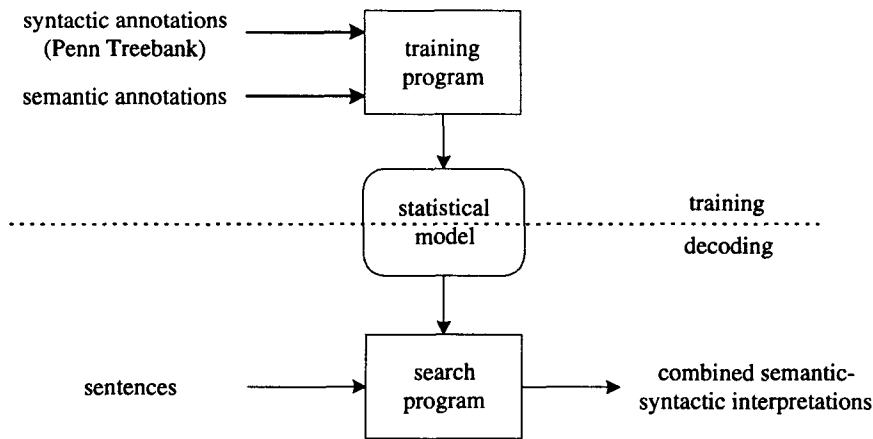 syntactic annotations
(Penn Treebank)
semantic annotations
training
program
statistical
model
training
decoding
sentences
search
program
combined semantic-
syntactic interpretations